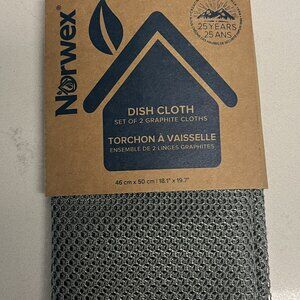 Norwex®
25 YEARS
25 ANS
DISH CLOTH
SET OF 2 GRAPHITE CLOTHS
TORCHON À VAISSELLE
ENSEMBLE DE 2 LINGES GRAPHITES
46 cm x 50 cm | 18.1" x 19.7"